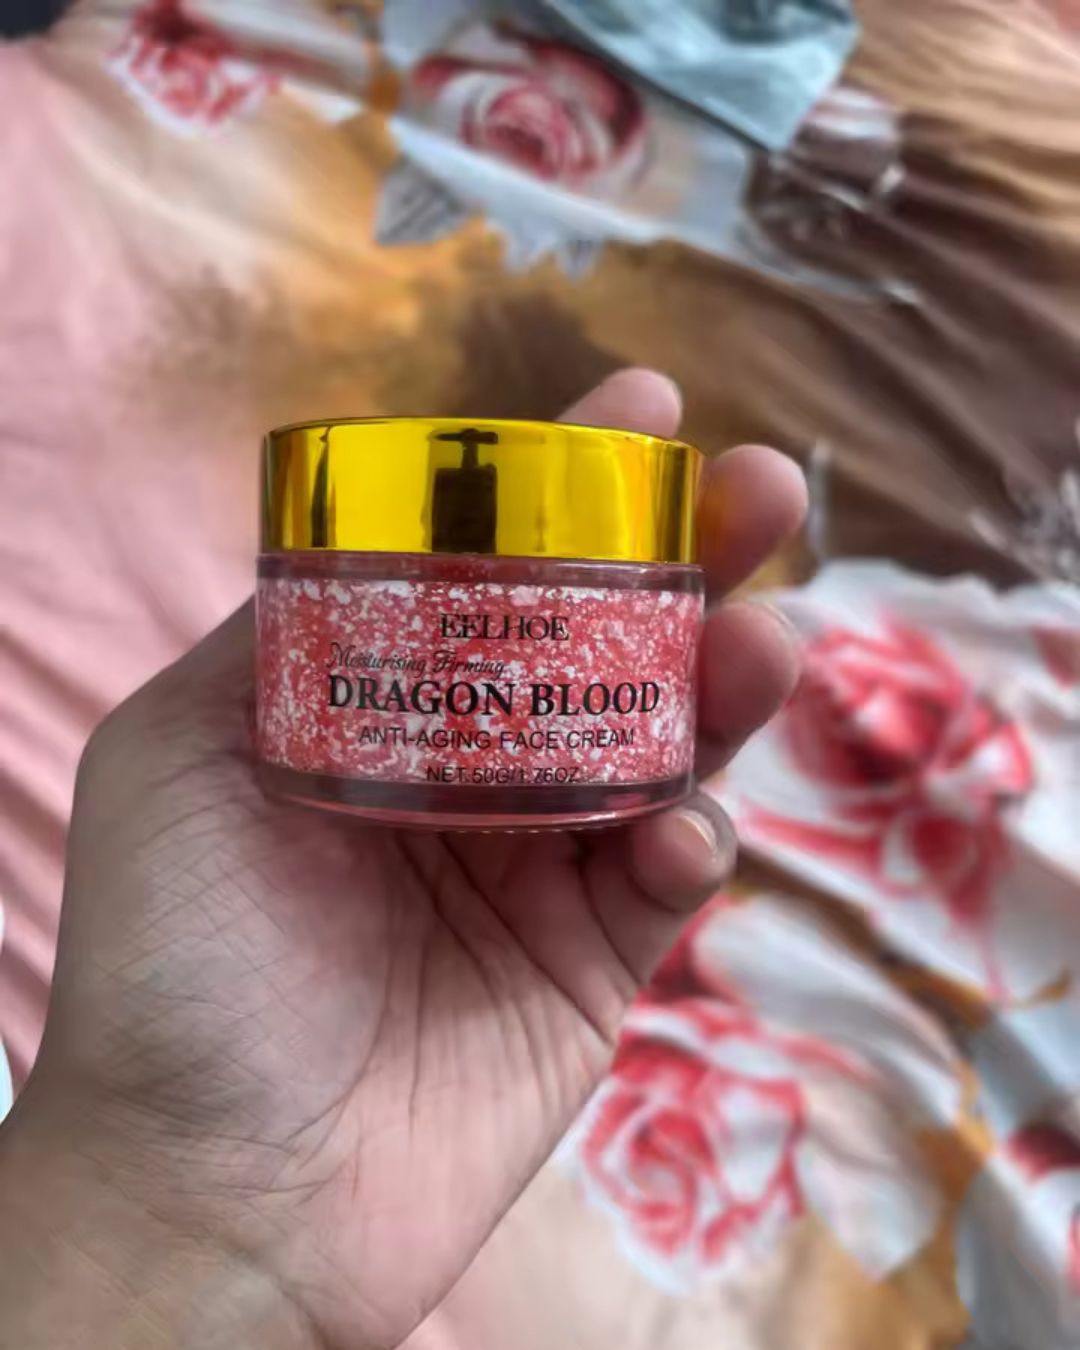 EELHOE
Moisturising Firming
DRAGON BLOOD
ANTI-AGING FACE CREAM
NET:50G/1.76OZ